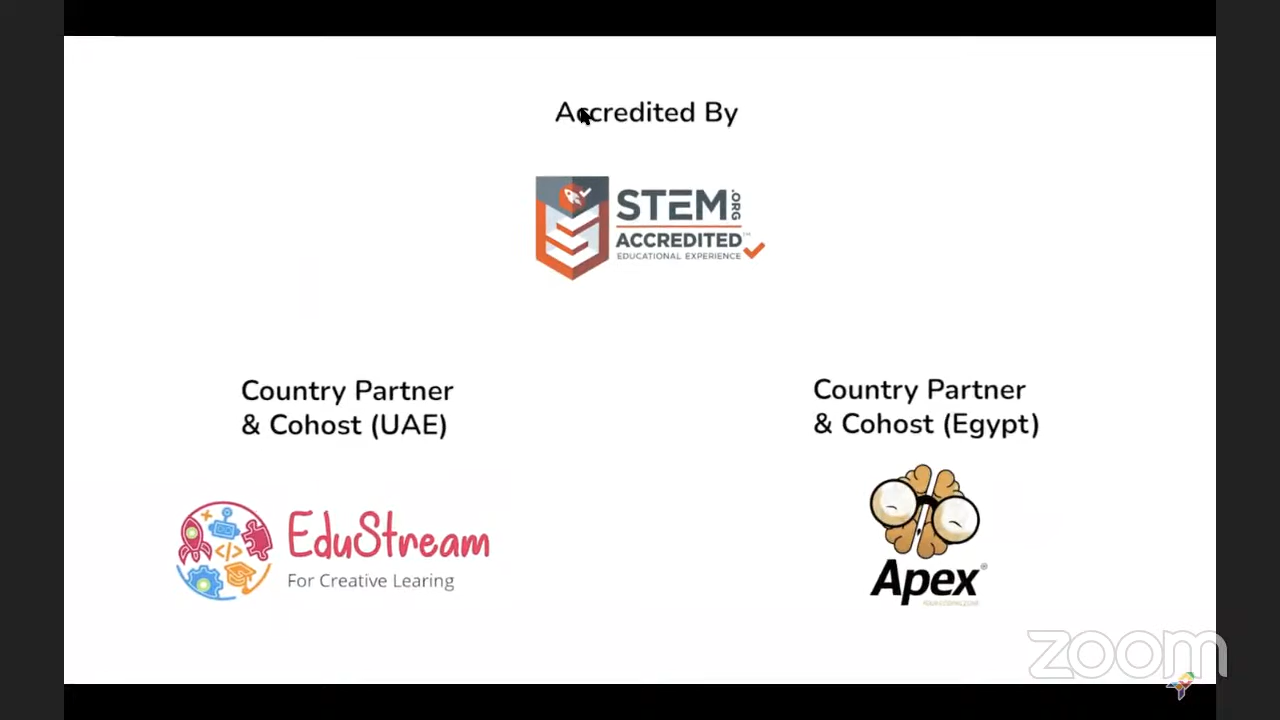 Accredited By
STEM.ORG
ACCREDITED™
EDUCATIONAL EXPERIENCE
Country Partner
& Cohost (UAE)
Country Partner
& Cohost (Egypt)
EduStream
For Creative Learing
Apex®
zoom